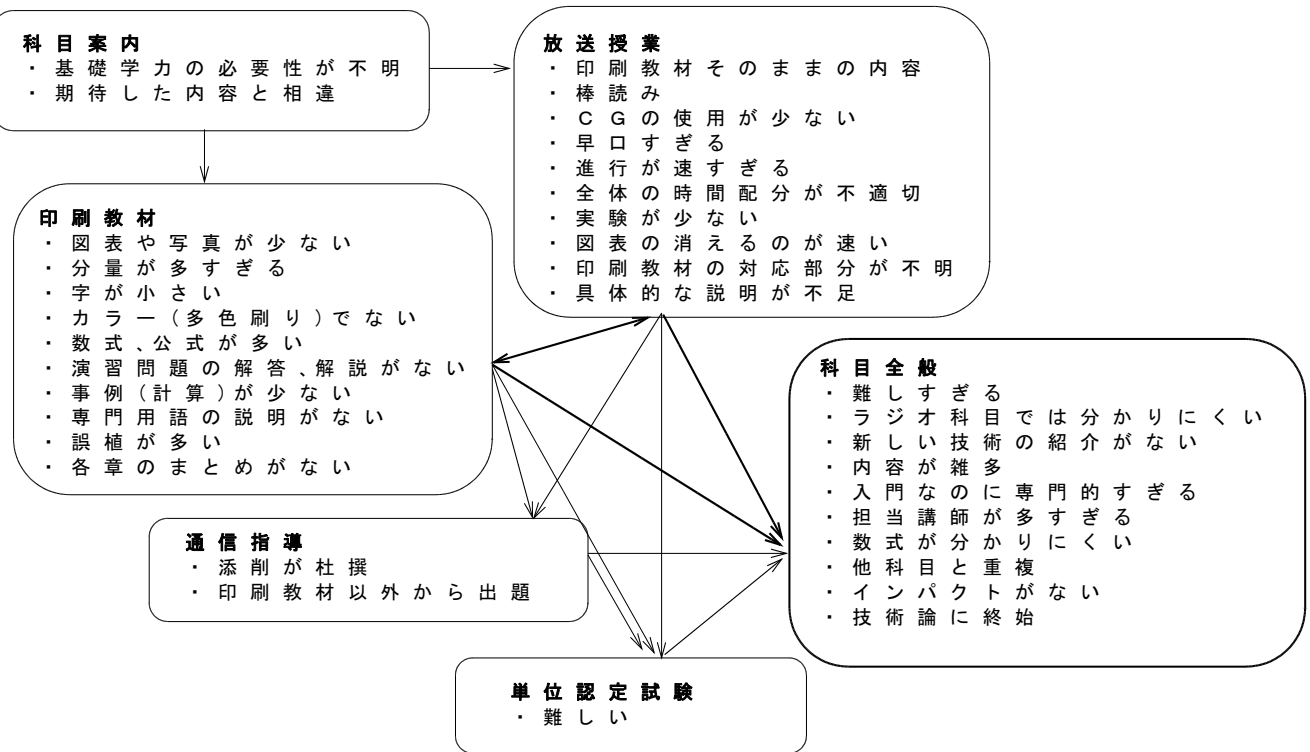 科目案内
・基礎学力の必要性が不明
・期待した内容と相違
放送授業
・印刷教材そのままの内容
・棒読み
・ＣＧの使用が少ない
・早口すぎる
・進行が速すぎる
・全体の時間配分が不適切
・実験が少ない
・図表の消えるのが速い
・印刷教材の対応部分が不明
・具体的な説明が不足
印刷教材
・図表や写真が少ない
・分量が多すぎる
・字が小さい
・カラー(多色刷り)でない
・数式、公式が多い
・演習問題の解答、解説がない
・事例(計算)が少ない
・専門用語の説明がない
・誤植が多い
・各章のまとめがない
科目全般
・難しすぎる
・ラジオ科目では分かりにくい
・新しい技術の紹介がない
・内容が雑多
・入門なのに専門的すぎる
・担当講師が多すぎる
・数式が分かりにくい
・他科目と重複
・インパクトがない
・技術論に終始
通信指導
・添削が杜撰
・印刷教材以外から出題
単位認定試験
・難しい